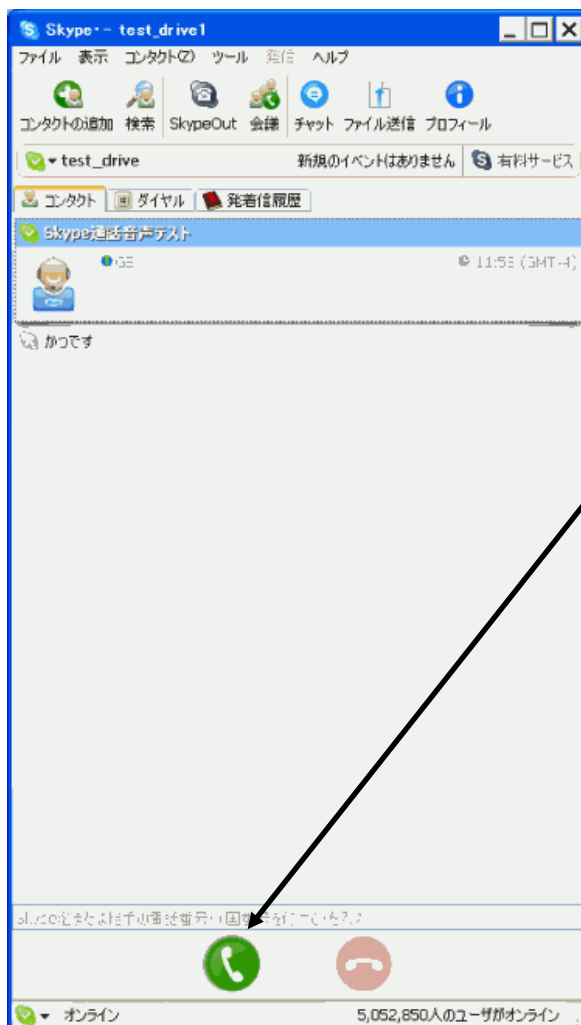 Skype - test_drive1
ファイル 表示 コンタクト(Z) ツール 発信 ヘルプ
コンタクトの追加 検索 SkypeOut 会議 チャット ファイル送信 プロフィール
test_drive 新規のイベントはありません 有料サービス
コンタクト ダイヤル 発着信履歴
Skype通話音声テスト
(GMT-4)
かつです
オンライン 5,052,850人のユーザがオンライン